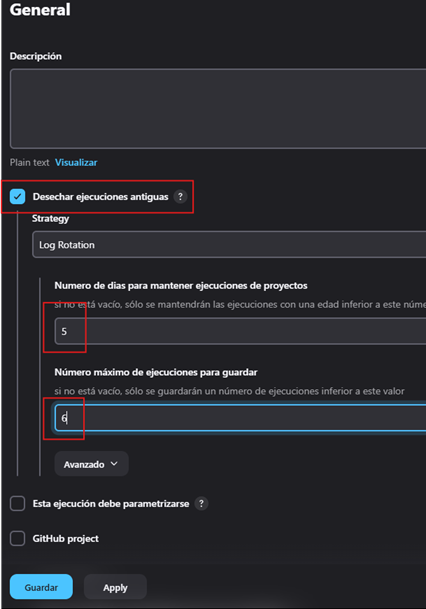 General
Descripción
Plain text Visualizar
Desechar ejecuciones antiguas ?
Strategy
Log Rotation
Numero de dias para mantener ejecuciones de proyectos
si no está vacío, sólo se mantendrán las ejecuciones con una edad inferior a este núme
5
Número máximo de ejecuciones para guardar
si no está vacío, sólo se guardarán un número de ejecuciones inferior a este valor
6
Avanzado
Esta ejecución debe parametrizarse ?
GitHub project
Guardar Apply